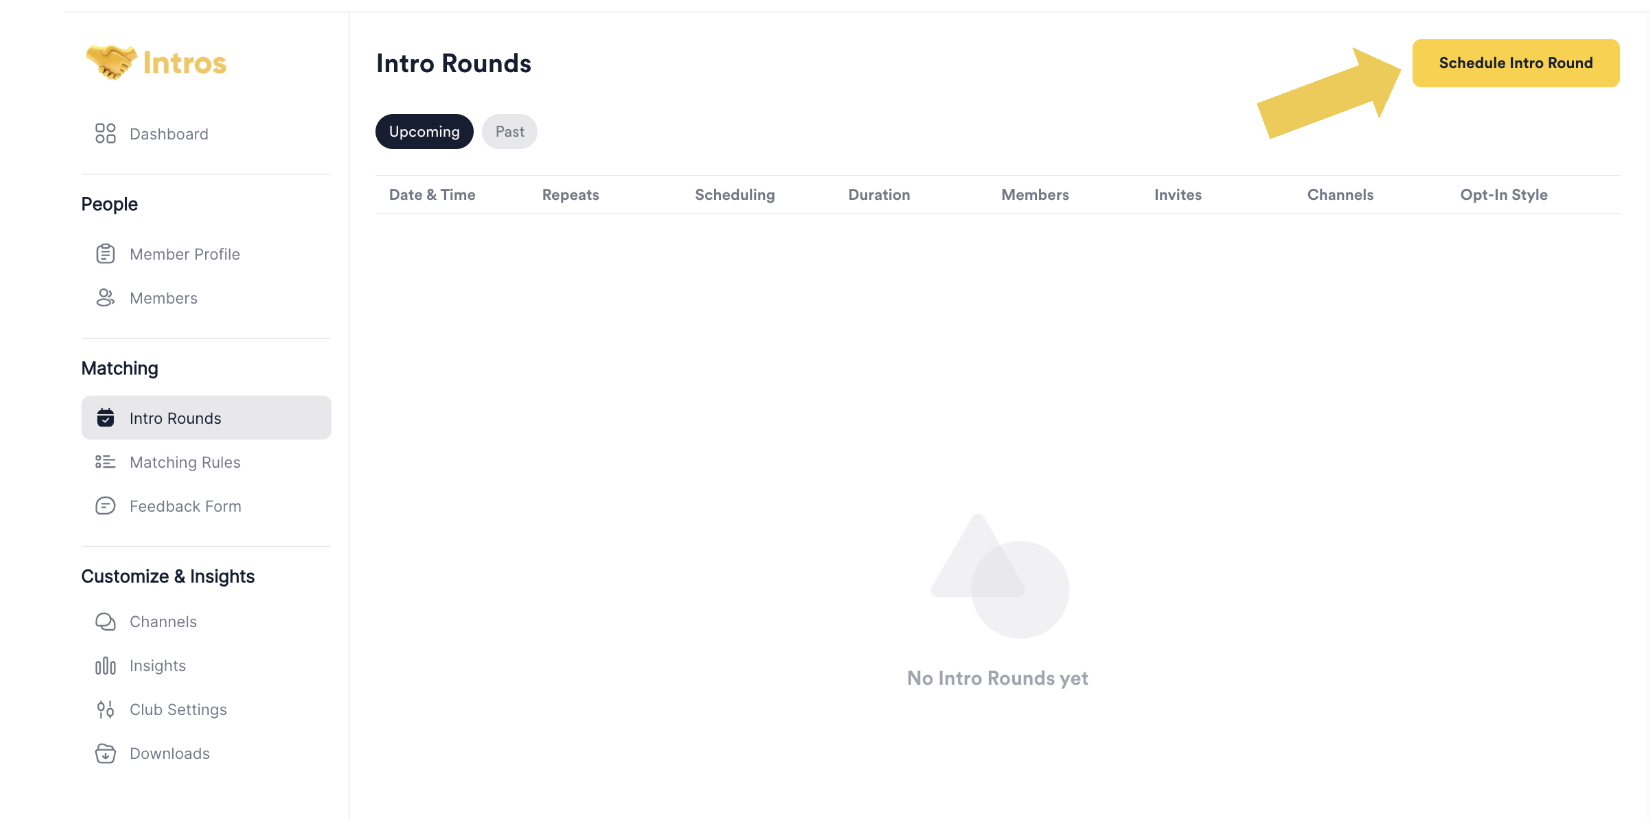 Intros
Dashboard
People
Member Profile
Members
Matching
Intro Rounds
Matching Rules
Feedback Form
Customize & Insights
Channels
Insights
Club Settings
Downloads
Intro Rounds
Schedule Intro Round
Upcoming Past
Date & Time Repeats Scheduling Duration Members Invites Channels Opt-In Style
No Intro Rounds yet